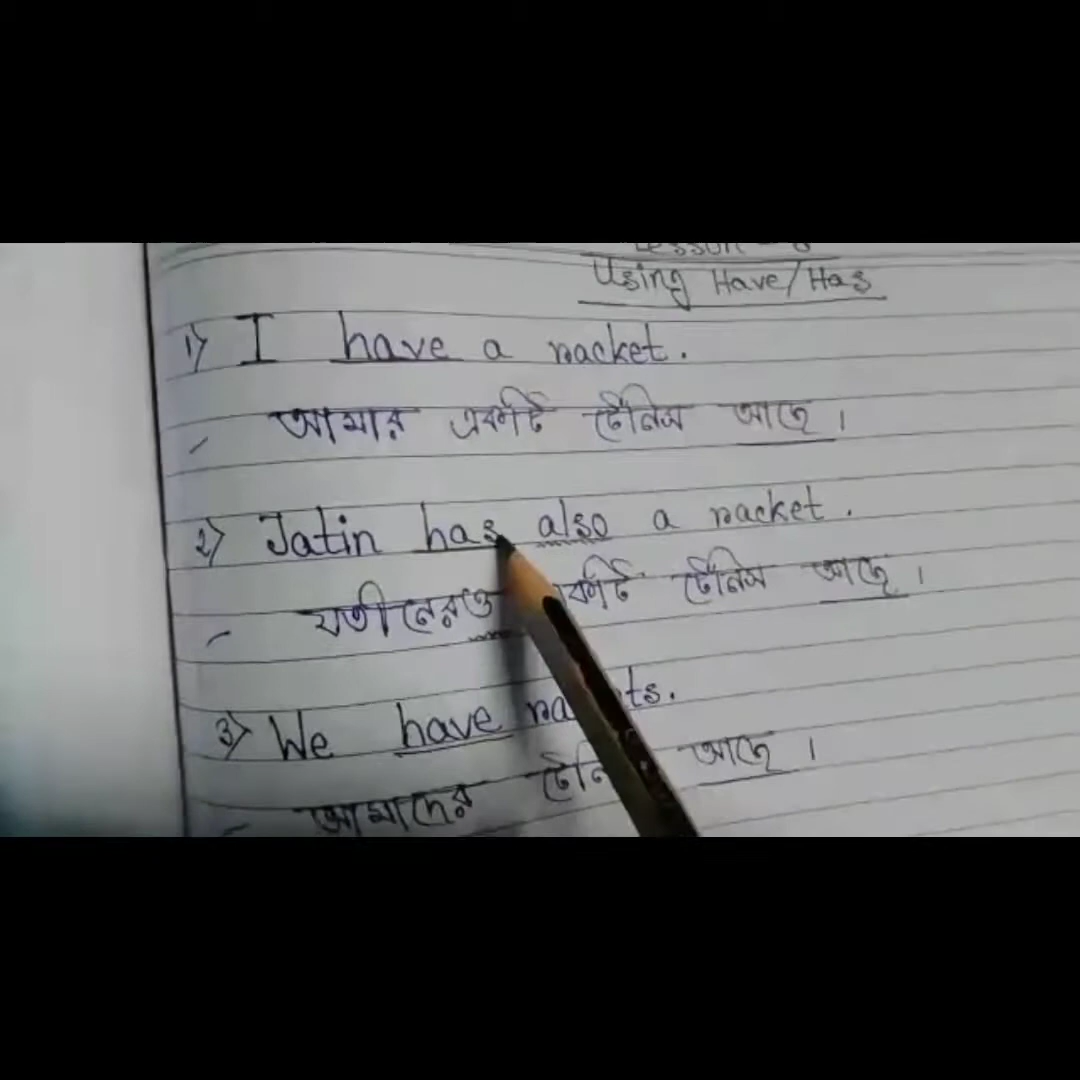 Using Have/Has
1) I have a racket.
আমার একটি টেনিস আছে।
2) Jatin has also a racket.
যতীনেরও টেনিস আছে।
3) We have
আমাদের আছে।